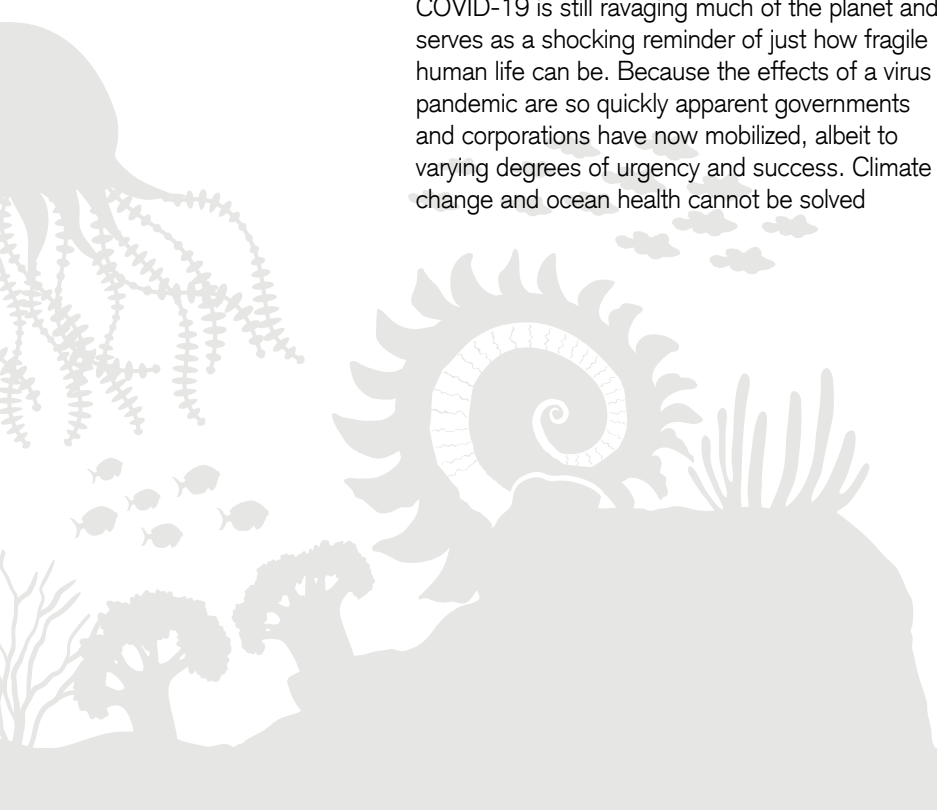 COVID-19 is still ravaging much of the planet and
serves as a shocking reminder of just how fragile
human life can be. Because the effects of a virus
pandemic are so quickly apparent governments
and corporations have now mobilized, albeit to
varying degrees of urgency and success. Climate
change and ocean health cannot be solved